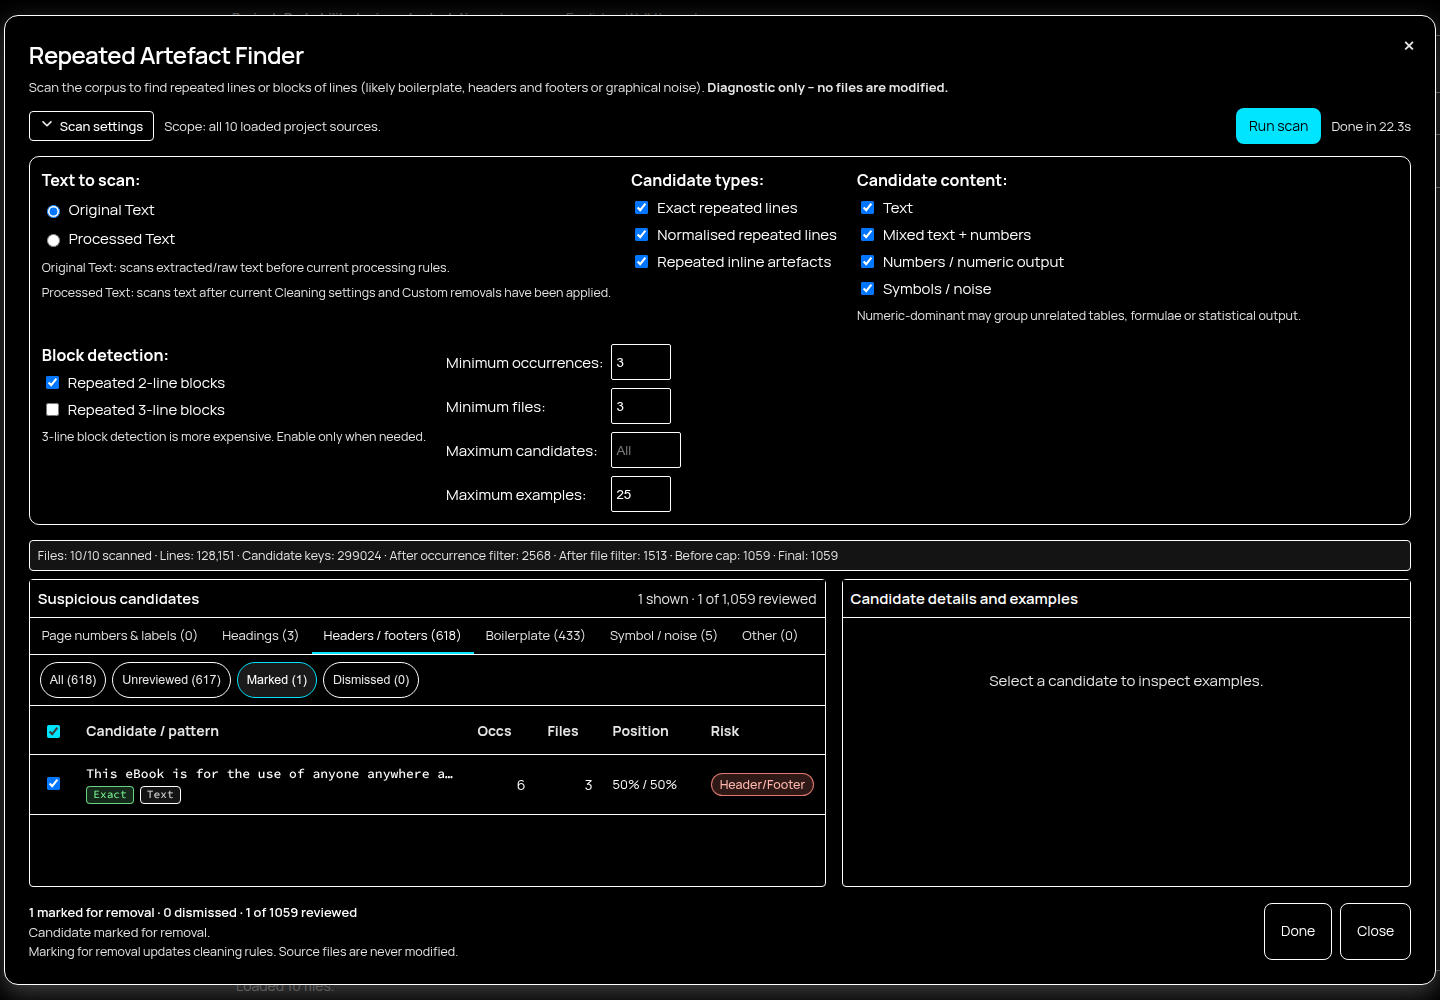 Repeated Artefact Finder
×
Scan the corpus to find repeated lines or blocks of lines (likely boilerplate, headers and footers or graphical noise). Diagnostic only – no files are modified.
Scan settings
Scope: all 10 loaded project sources.
Run scan
Done in 22.3s
Text to scan:
Original Text
Processed Text
Original Text: scans extracted/raw text before current processing rules.
Processed Text: scans text after current Cleaning settings and Custom removals have been applied.
Candidate types:
Exact repeated lines
Normalised repeated lines
Repeated inline artefacts
Candidate content:
Text
Mixed text + numbers
Numbers / numeric output
Symbols / noise
Numeric-dominant may group unrelated tables, formulae or statistical output.
Block detection:
Repeated 2-line blocks
Repeated 3-line blocks
3-line block detection is more expensive. Enable only when needed.
Minimum occurrences: 3
Minimum files: 3
Maximum candidates: All
Maximum examples: 25
Files: 10/10 scanned · Lines: 128,151 · Candidate keys: 299024 · After occurrence filter: 2568 · After file filter: 1513 · Before cap: 1059 · Final: 1059
Suspicious candidates
1 shown · 1 of 1,059 reviewed
Page numbers & labels (0) Headings (3) Headers / footers (618) Boilerplate (433) Symbol / noise (5) Other (0)
All (618) Unreviewed (617) Marked (1) Dismissed (0)
Candidate / pattern Occs Files Position Risk
This eBook is for the use of anyone anywhere a…
Exact Text
6 3 50% / 50% Header/Footer
Candidate details and examples
Select a candidate to inspect examples.
1 marked for removal · 0 dismissed · 1 of 1059 reviewed
Candidate marked for removal.
Marking for removal updates cleaning rules. Source files are never modified.
Done
Close
Loaded 10 files.